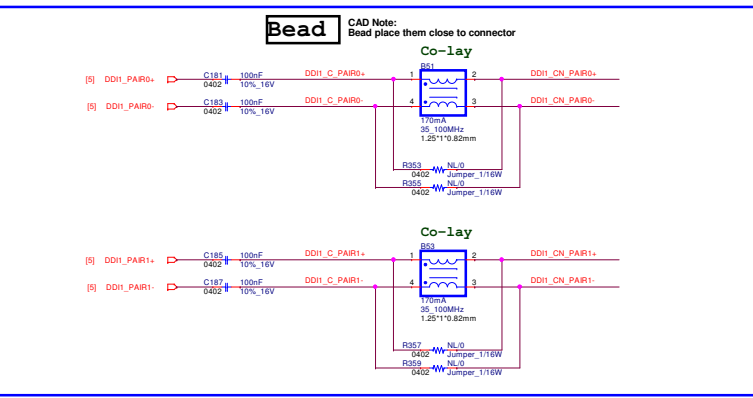 Bead
CAD Note:
Bead place them close to connector
Co-lay
B51
[5] DDI1_PAIR0+
C181
100nF
0402
10%_16V
DDI1_C_PAIR0+
1
2
DDI1_CN_PAIR0+
[5] DDI1_PAIR0-
C183
100nF
0402
10%_16V
DDI1_C_PAIR0-
4
3
DDI1_CN_PAIR0-
170mA
35_100MHz
1.25*1*0.82mm
R353
NL/0
0402
Jumper_1/16W
R355
NL/0
0402
Jumper_1/16W
Co-lay
B53
[5] DDI1_PAIR1+
C185
100nF
0402
10%_16V
DDI1_C_PAIR1+
1
2
DDI1_CN_PAIR1+
[5] DDI1_PAIR1-
C187
100nF
0402
10%_16V
DDI1_C_PAIR1-
4
3
DDI1_CN_PAIR1-
170mA
35_100MHz
1.25*1*0.82mm
R357
NL/0
0402
Jumper_1/16W
R359
NL/0
0402
Jumper_1/16W